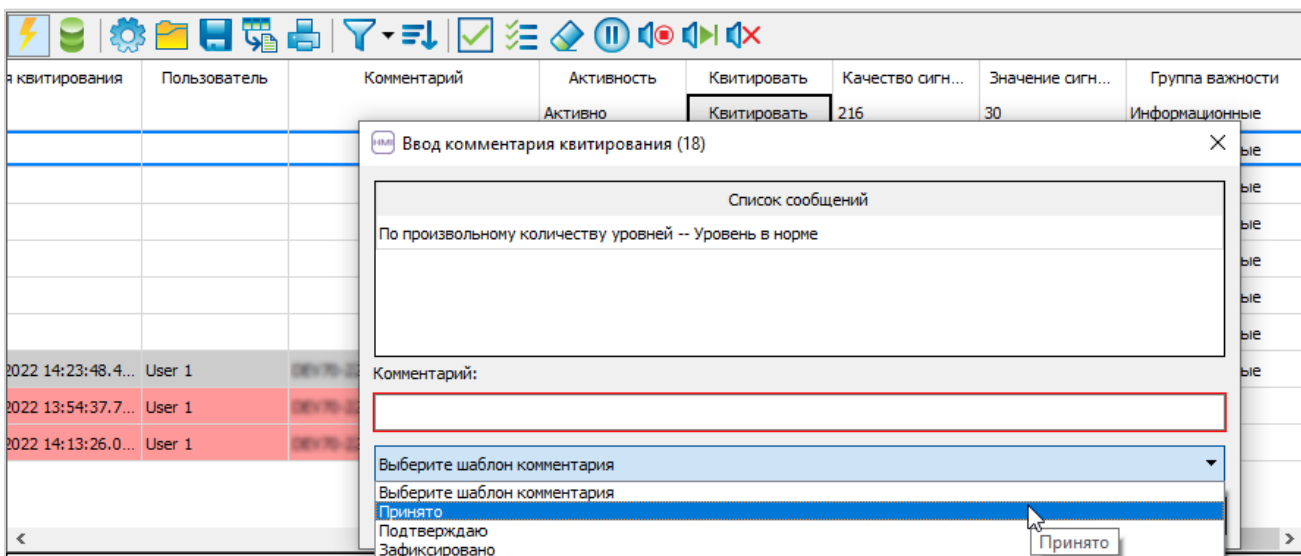 я квитирования Пользователь Комментарий Активность Квитировать Качество сигн... Значение сигн... Группа важности
Активно Квитировать 216 30 Информационные
HMI Ввод комментария квитирования (18)
ые
Список сообщений
ые
По произвольному количеству уровней -- Уровень в норме
ые
ые
ые
ые
2022 14:23:48.4... User 1
Комментарий:
ые
2022 13:54:37.7... User 1
2022 14:13:26.0... User 1
Выберите шаблон комментария
Выберите шаблон комментария
Принято
Подтверждаю
Принято
Зафиксировано